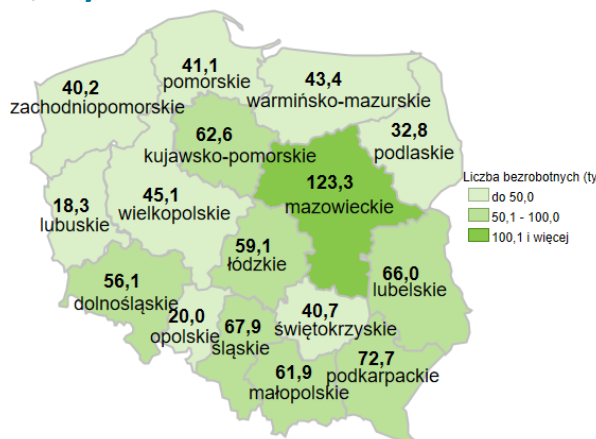 40,2
zachodniopomorskie
41,1
pomorskie
43,4
warmińsko-mazurskie
62,6
kujawsko-pomorskie
32,8
podlaskie
123,3
mazowieckie
18,3
lubuskie
45,1
wielkopolskie
59,1
łódzkie
56,1
dolnośląskie
20,0
opolskie
67,9
śląskie
40,7
świętokrzyskie
66,0
lubelskie
61,9
małopolskie
72,7
podkarpackie
Liczba bezrobotnych (ty
do 50,0
50,1 - 100,0
100,1 i więcej